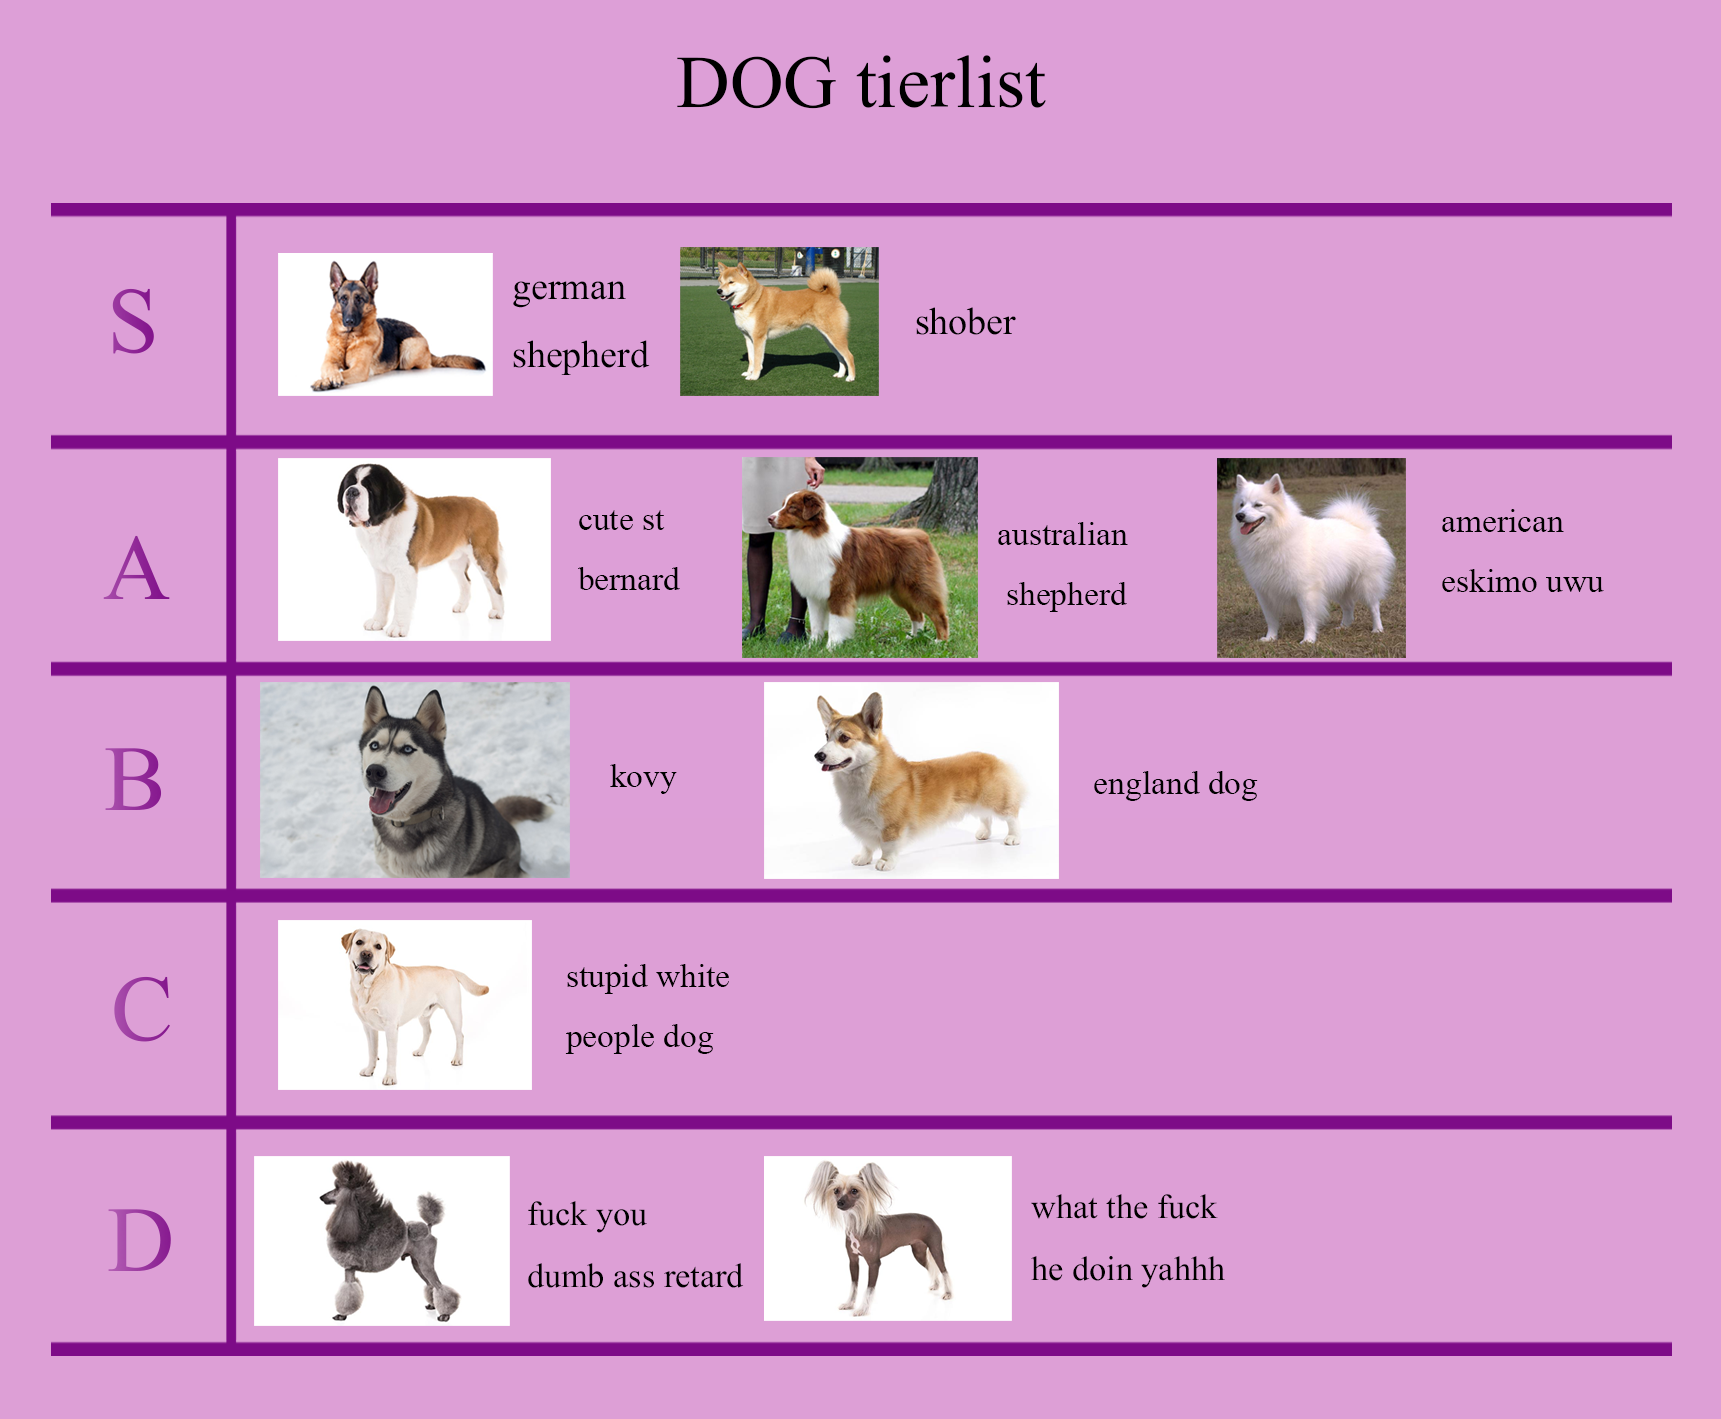 DOG tierlist
S
german
shepherd
shober
A
cute st
bernard
australian
shepherd
american
eskimo uwu
B
kovy
england dog
C
stupid white
people dog
D
fuck you
dumb ass retard
what the fuck
he doin yahhh